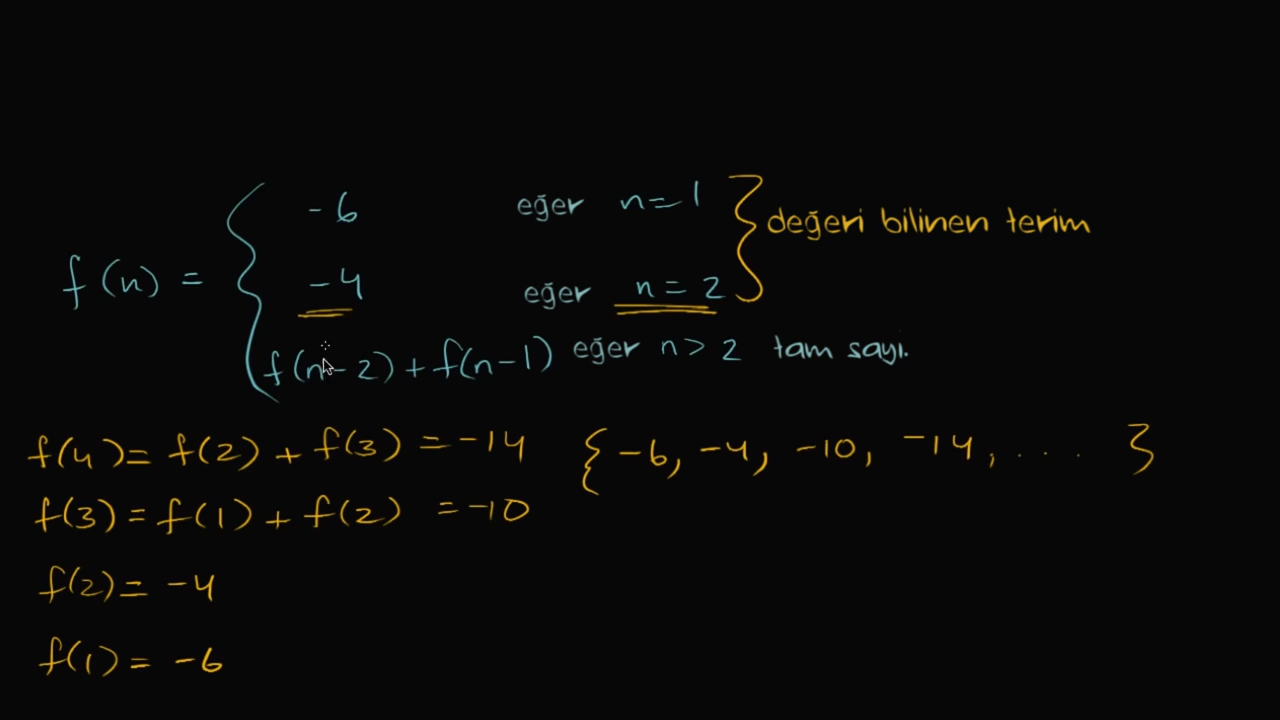 -6 eğer n=1
değeri bilinen terim
f(n) = -4 eğer n=2
f(n-2)+f(n-1) eğer n>2 tam sayı.
f(4)=f(2)+f(3)=-14 {-6, -4, -10, -14, .... }
f(3)=f(1)+f(2) =-10
f(2)=-4
f(1)=-6